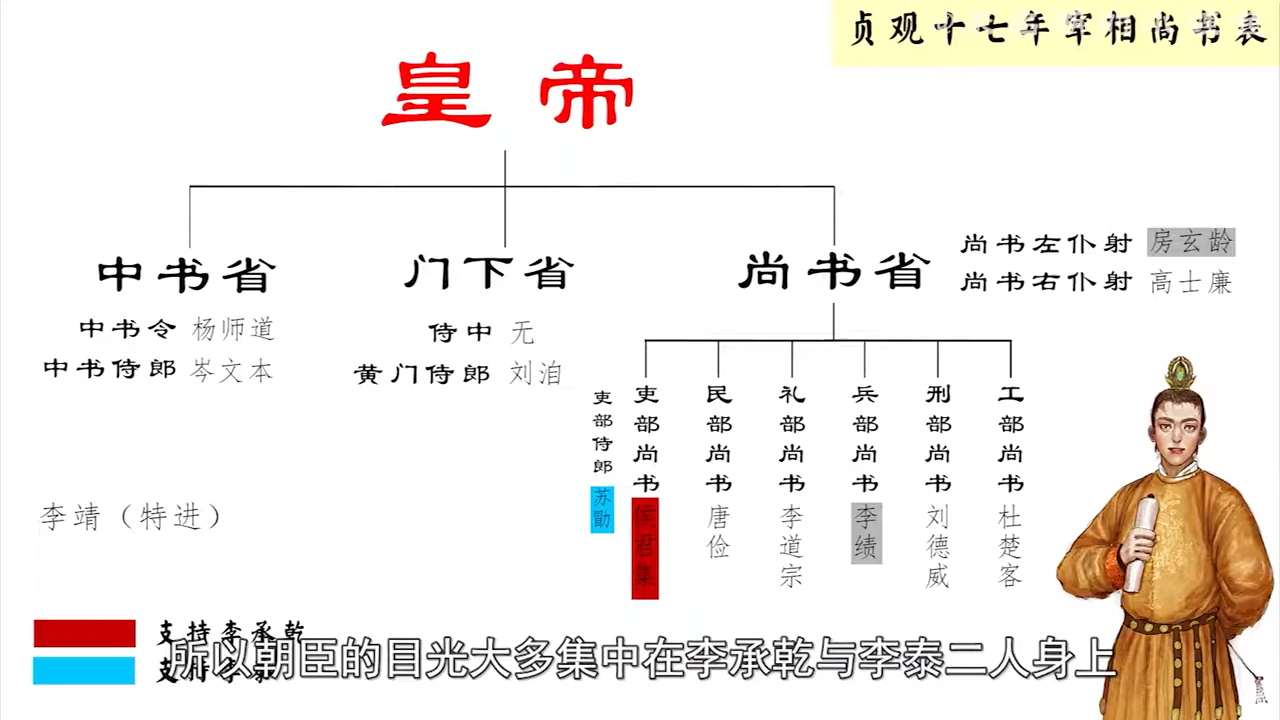 贞观十七年宰相尚书表
皇帝
中书省
中书令 杨师道
中书侍郎 岑文本
门下省
侍中 无
黄门侍郎 刘洎
尚书省
尚书左仆射 房玄龄
尚书右仆射 高士廉
吏部侍郎 苏勖
吏部尚书 侯君集
民部尚书 唐俭
礼部尚书 李道宗
兵部尚书 李绩
刑部尚书 刘德威
工部尚书 杜楚客
李靖（特进）
支持李承乾
支持李泰
所以朝臣的目光大多集中在李承乾与李泰二人身上